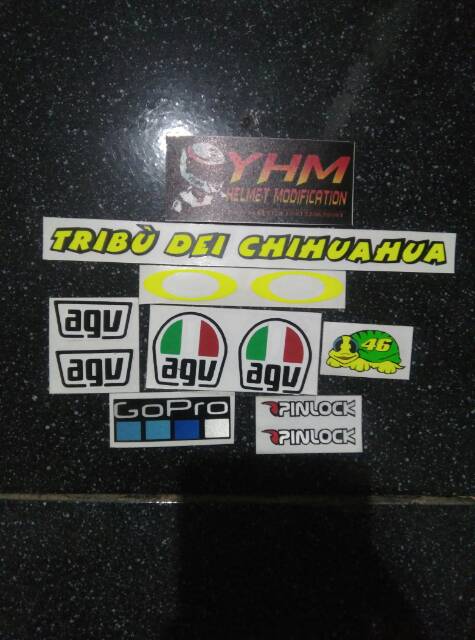 YHM
HELMET MODIFICATION
TRIBÙ DEI CHIHUAHUA
agv
agv
agv
agv
46
GoPro
PINLOCK
PINLOCK